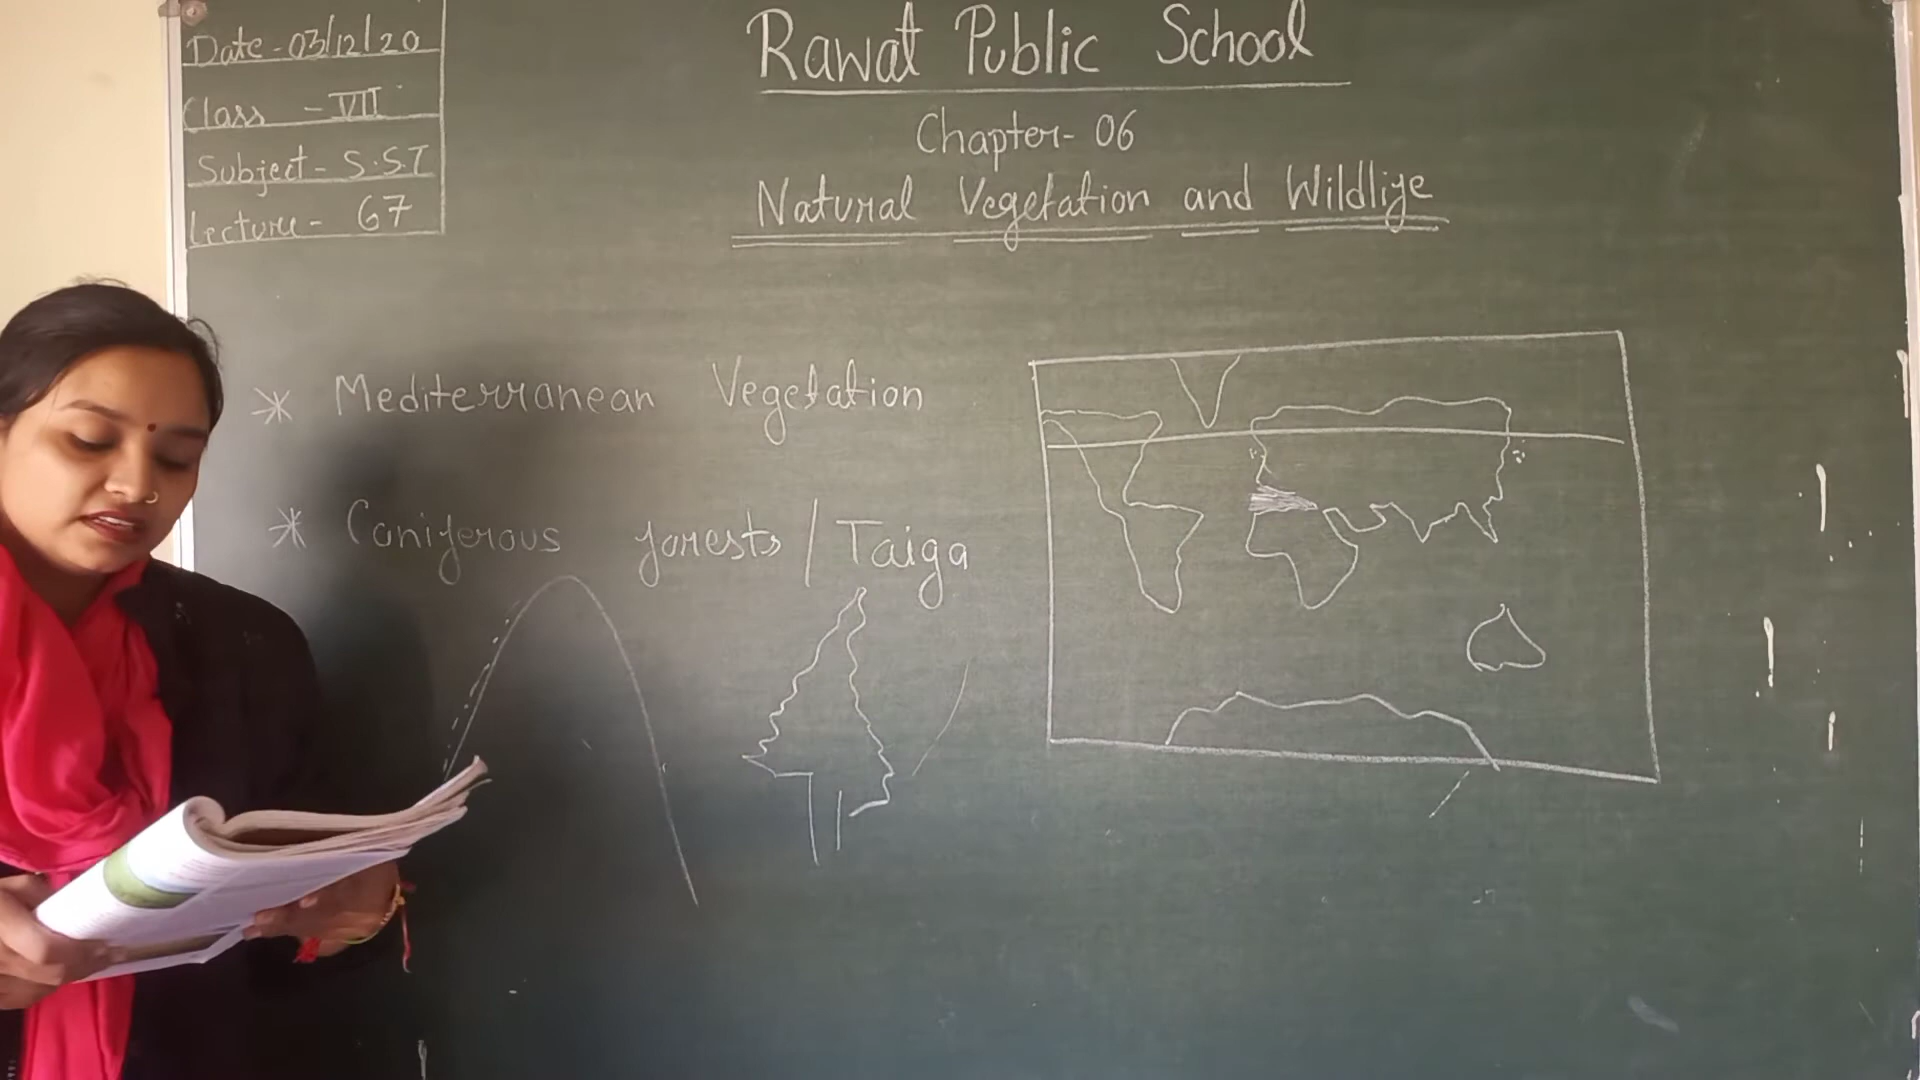 Date - 03/12/20
Class - VII
Subject - S.S.T
Lecture - 67
Rawat Public School
Chapter - 06
Natural Vegetation and Wildlife
* Mediterranean Vegetation
* Coniferous forests / Taiga